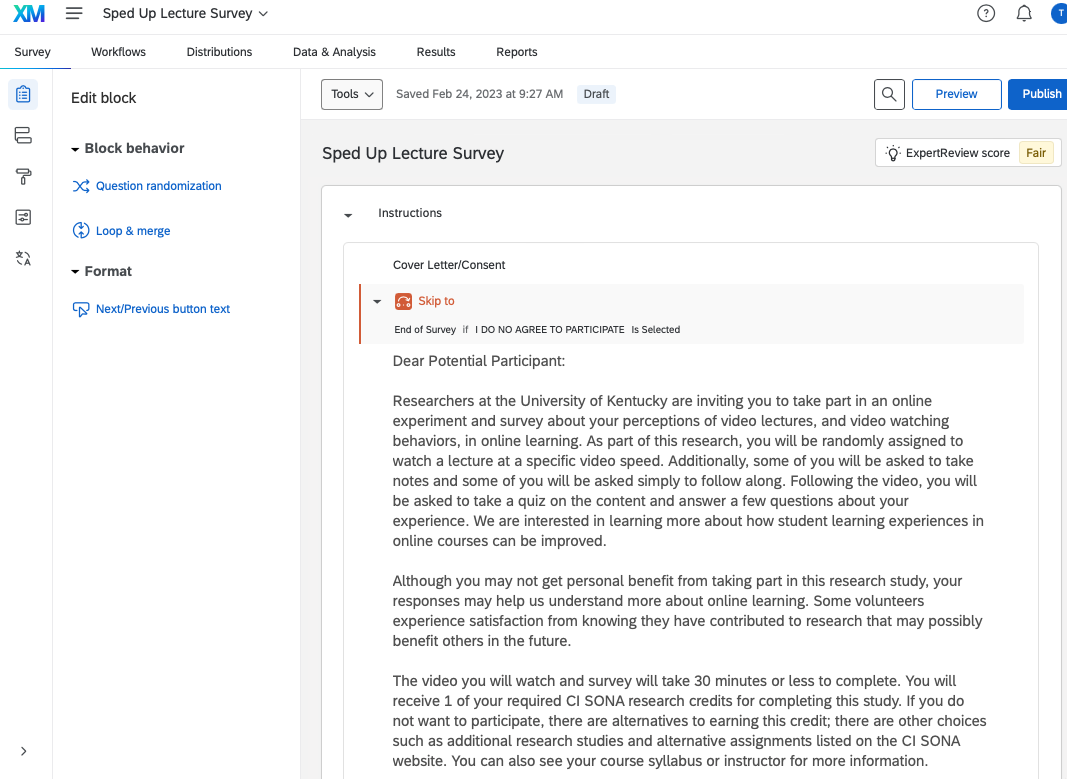 XM Sped Up Lecture Survey ? T
Survey Workflows Distributions Data & Analysis Results Reports
Edit block
Block behavior
Question randomization
Loop & merge
Format
Next/Previous button text
Tools Saved Feb 24, 2023 at 9:27 AM Draft Preview Publish
Sped Up Lecture Survey ExpertReview score Fair
Instructions
Cover Letter/Consent
Skip to
End of Survey if I DO NO AGREE TO PARTICIPATE Is Selected
Dear Potential Participant:
Researchers at the University of Kentucky are inviting you to take part in an online
experiment and survey about your perceptions of video lectures, and video watching
behaviors, in online learning. As part of this research, you will be randomly assigned to
watch a lecture at a specific video speed. Additionally, some of you will be asked to take
notes and some of you will be asked simply to follow along. Following the video, you will
be asked to take a quiz on the content and answer a few questions about your
experience. We are interested in learning more about how student learning experiences in
online courses can be improved.
Although you may not get personal benefit from taking part in this research study, your
responses may help us understand more about online learning. Some volunteers
experience satisfaction from knowing they have contributed to research that may possibly
benefit others in the future.
The video you will watch and survey will take 30 minutes or less to complete. You will
receive 1 of your required CI SONA research credits for completing this study. If you do
not want to participate, there are alternatives to earning this credit; there are other choices
such as additional research studies and alternative assignments listed on the CI SONA
website. You can also see your course syllabus or instructor for more information.